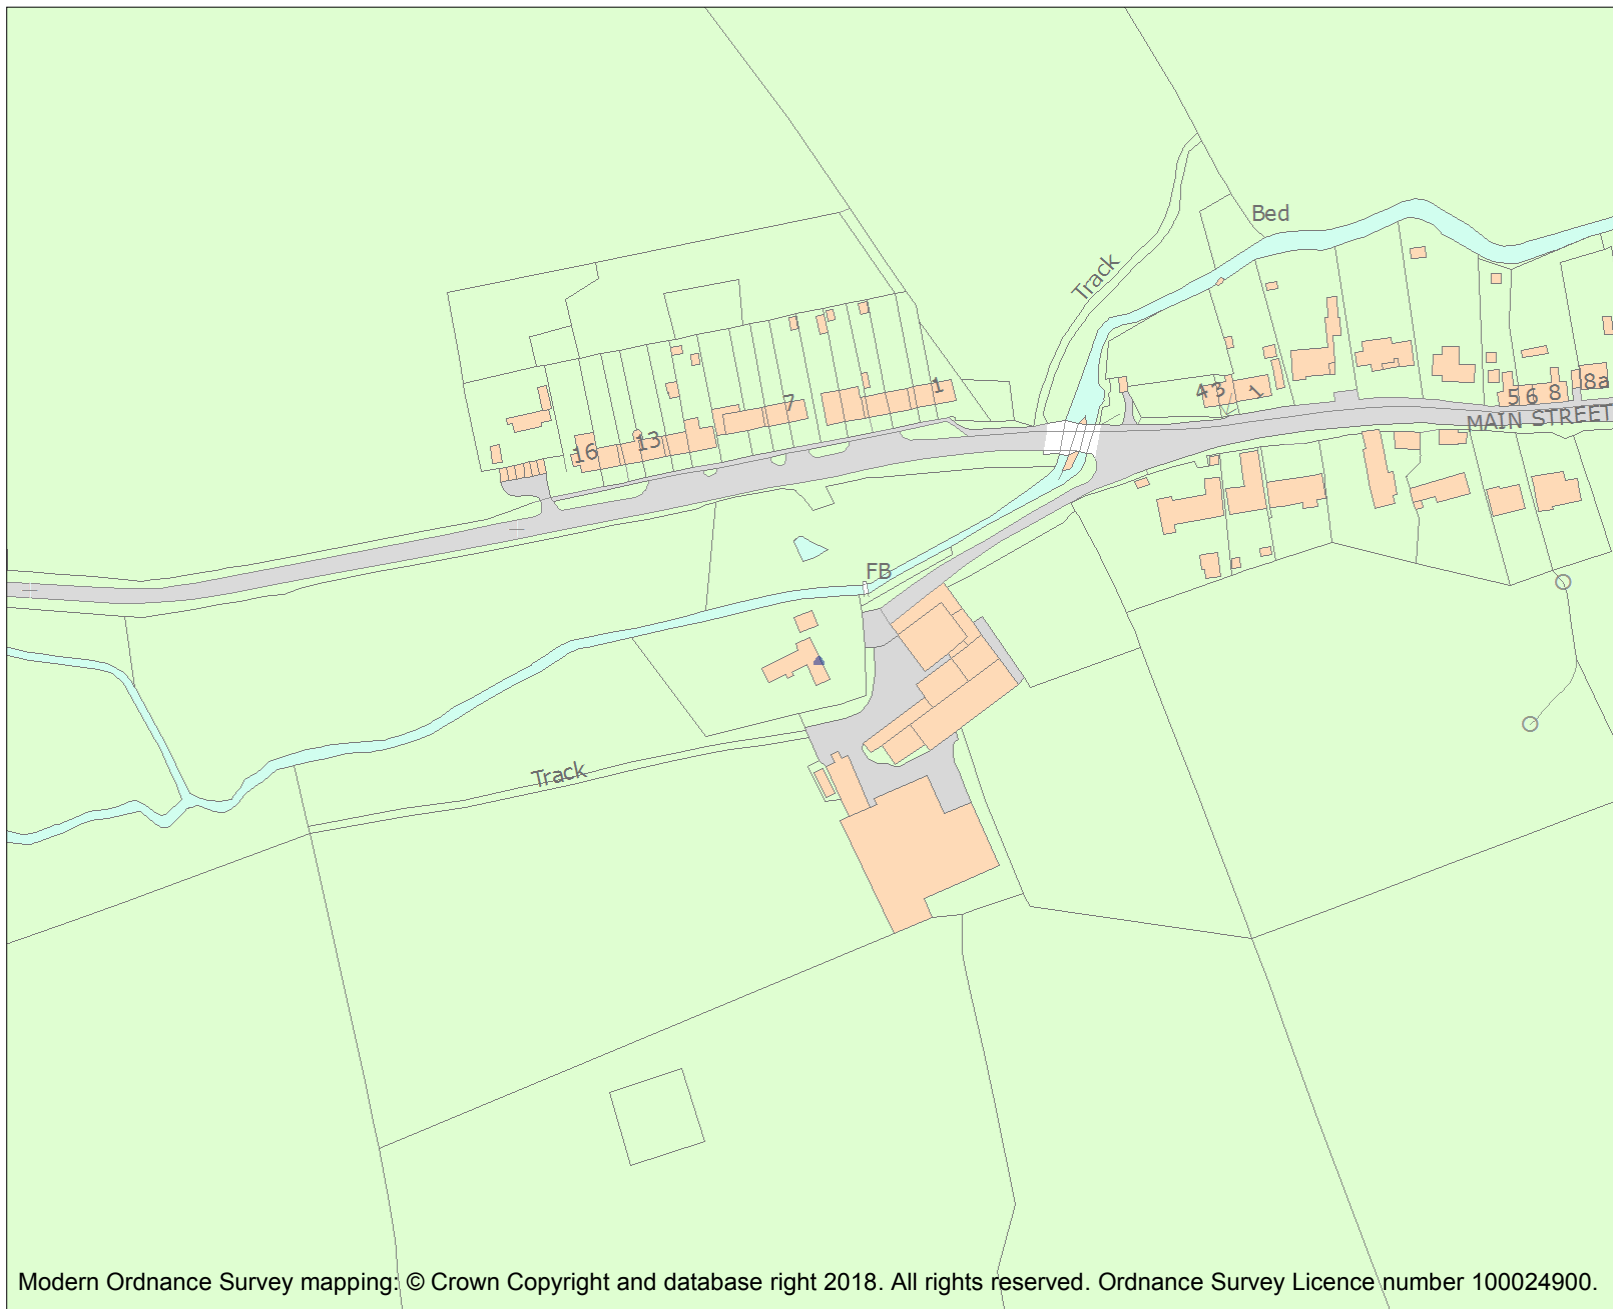 Bed
Track
1
7
13
16
4 3
1
5 6 8
8a
MAIN STREET
FB
Track
Modern Ordnance Survey mapping: © Crown Copyright and database right 2018. All rights reserved. Ordnance Survey Licence number 100024900.